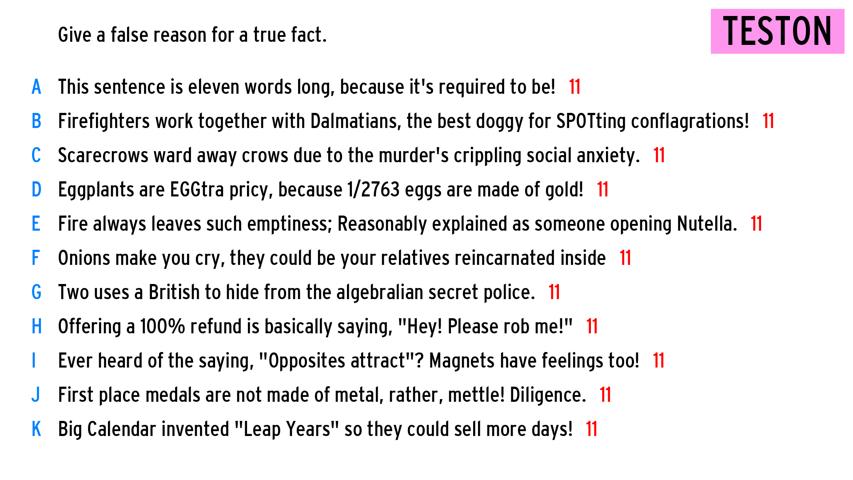 Give a false reason for a true fact.
TESTON
A This sentence is eleven words long, because it's required to be! 11
B Firefighters work together with Dalmatians, the best doggy for SPOTting conflagrations! 11
C Scarecrows ward away crows due to the murder's crippling social anxiety. 11
D Eggplants are EGGtra pricy, because 1/2763 eggs are made of gold! 11
E Fire always leaves such emptiness; Reasonably explained as someone opening Nutella. 11
F Onions make you cry, they could be your relatives reincarnated inside 11
G Two uses a British to hide from the algebralian secret police. 11
H Offering a 100% refund is basically saying, "Hey! Please rob me!" 11
I Ever heard of the saying, "Opposites attract"? Magnets have feelings too! 11
J First place medals are not made of metal, rather, mettle! Diligence. 11
K Big Calendar invented "Leap Years" so they could sell more days! 11